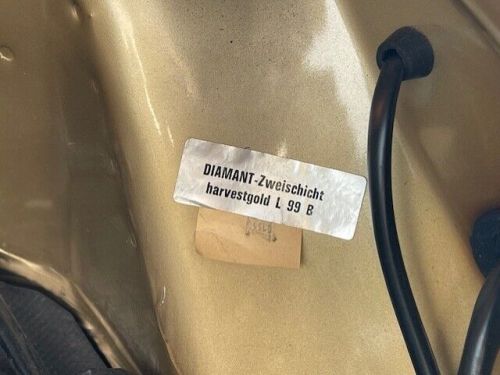 DIAMANT-Zweischicht
harvestgold L 99 B